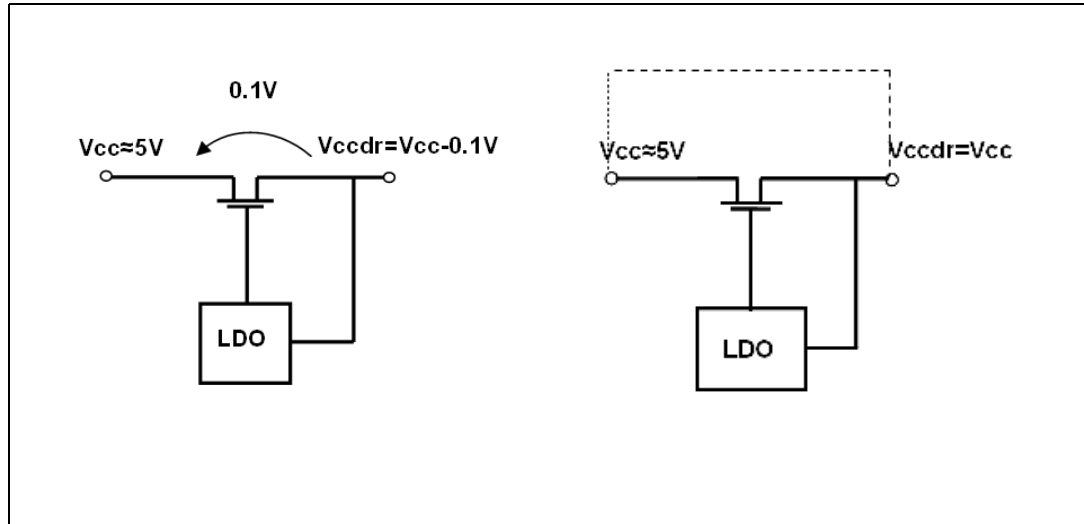 0.1V
Vcc≈5V
Vccdr=Vcc-0.1V
LDO
Vcc≈5V
Vccdr=Vcc
LDO